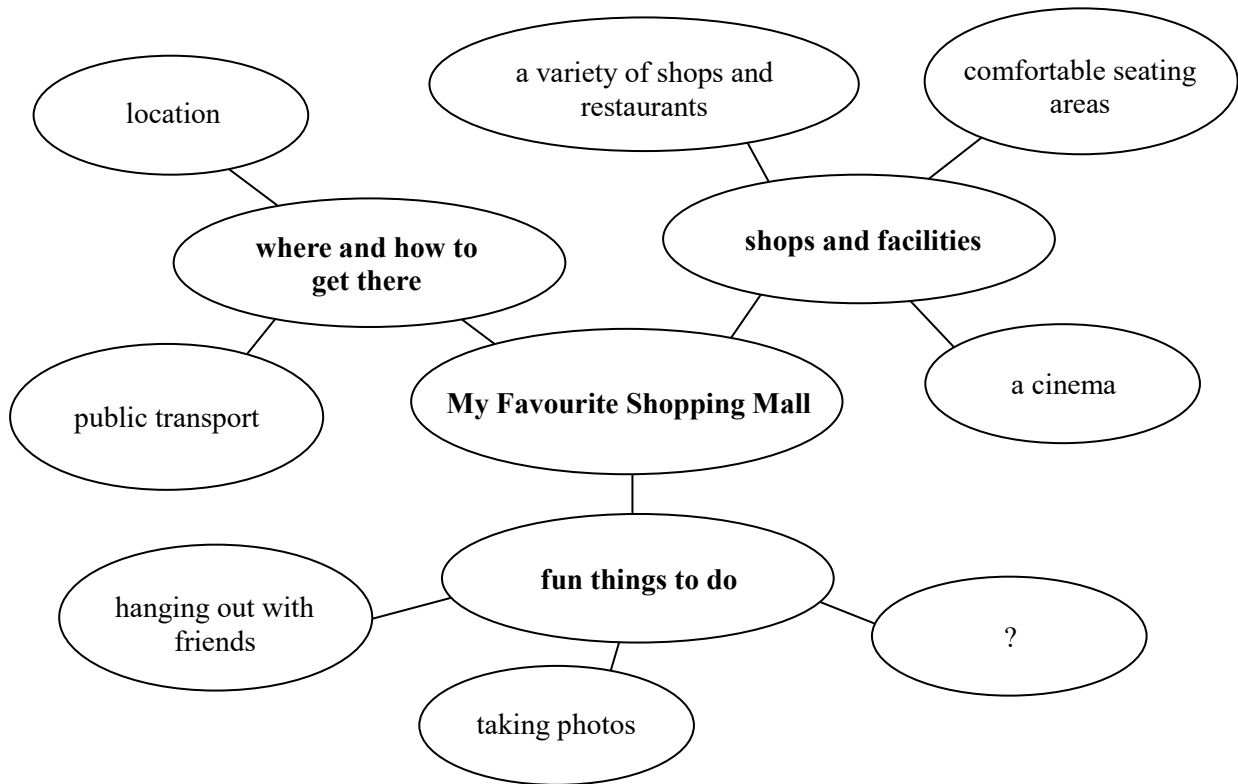 a variety of shops and
restaurants
comfortable seating
areas
location
where and how to
get there
shops and facilities
public transport
My Favourite Shopping Mall
a cinema
fun things to do
hanging out with
friends
?
taking photos